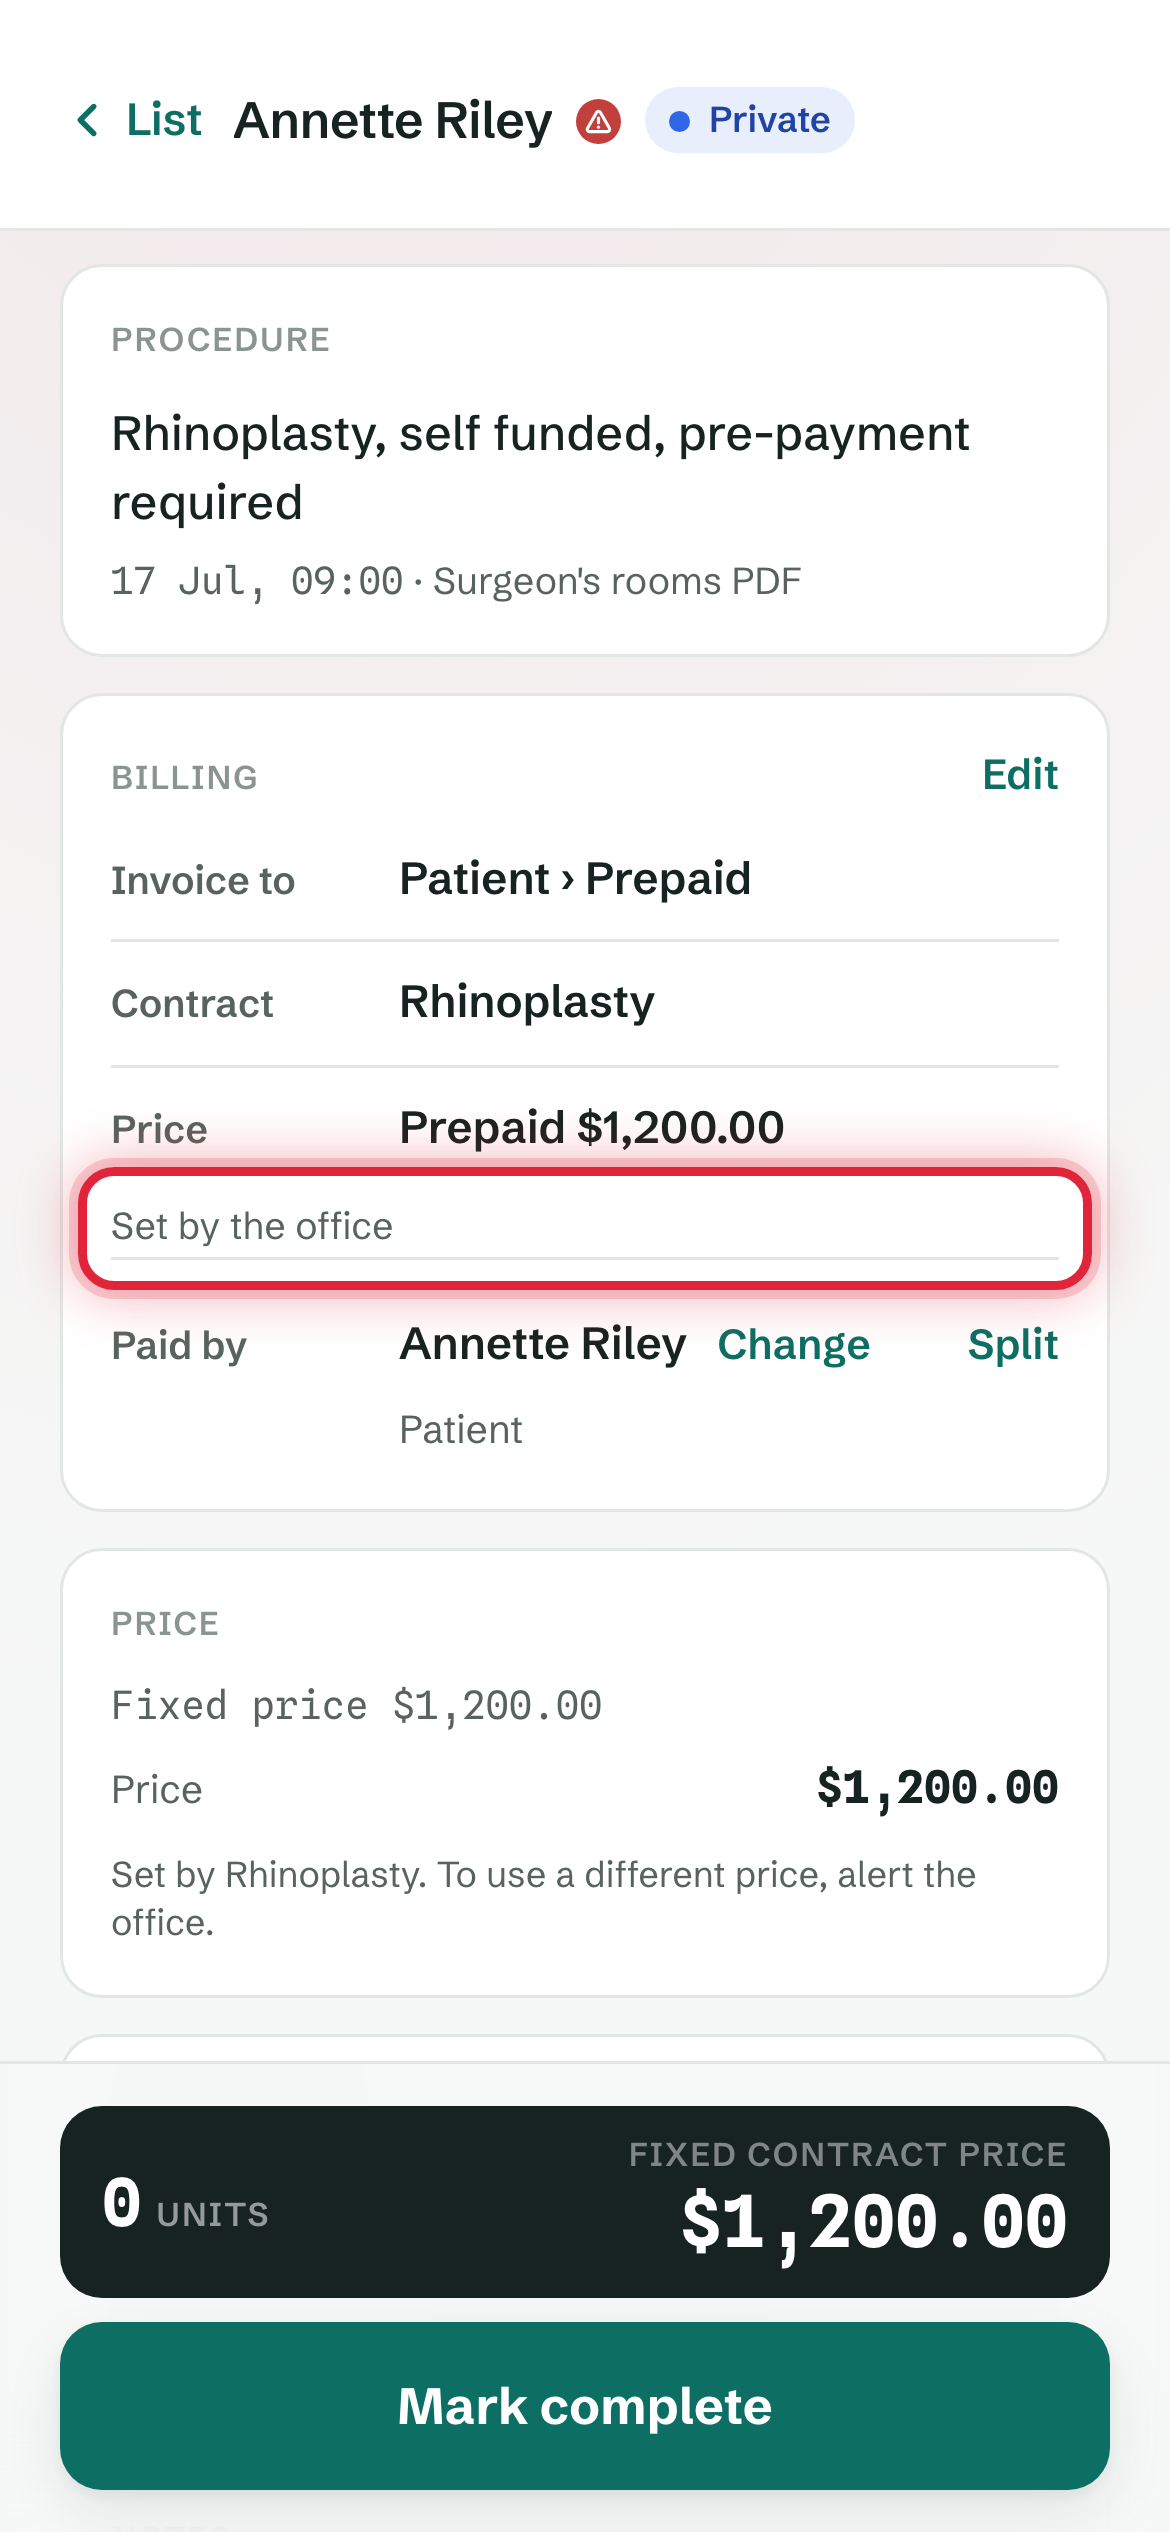 List Annette Riley Private
PROCEDURE
Rhinoplasty, self funded, pre-payment
required
17 Jul, 09:00 · Surgeon's rooms PDF
BILLING Edit
Invoice to Patient › Prepaid
Contract Rhinoplasty
Price Prepaid $1,200.00
Set by the office
Paid by Annette Riley Change Split
Patient
PRICE
Fixed price $1,200.00
Price $1,200.00
Set by Rhinoplasty. To use a different price, alert the
office.
FIXED CONTRACT PRICE
0 UNITS $1,200.00
Mark complete